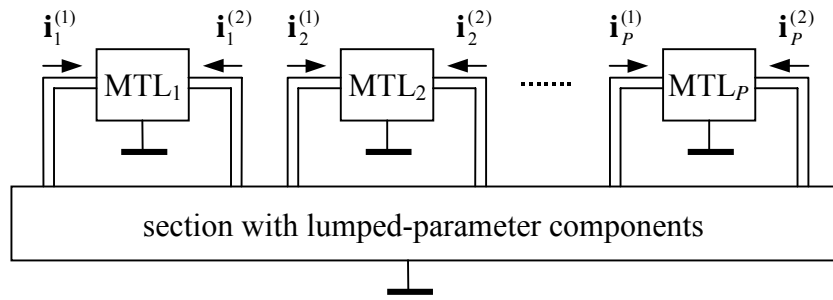 i₁⁽¹⁾ i₁⁽²⁾ i₂⁽¹⁾ i₂⁽²⁾ i_P⁽¹⁾ i_P⁽²⁾
MTL₁ MTL₂ ........ MTL_P
section with lumped-parameter components